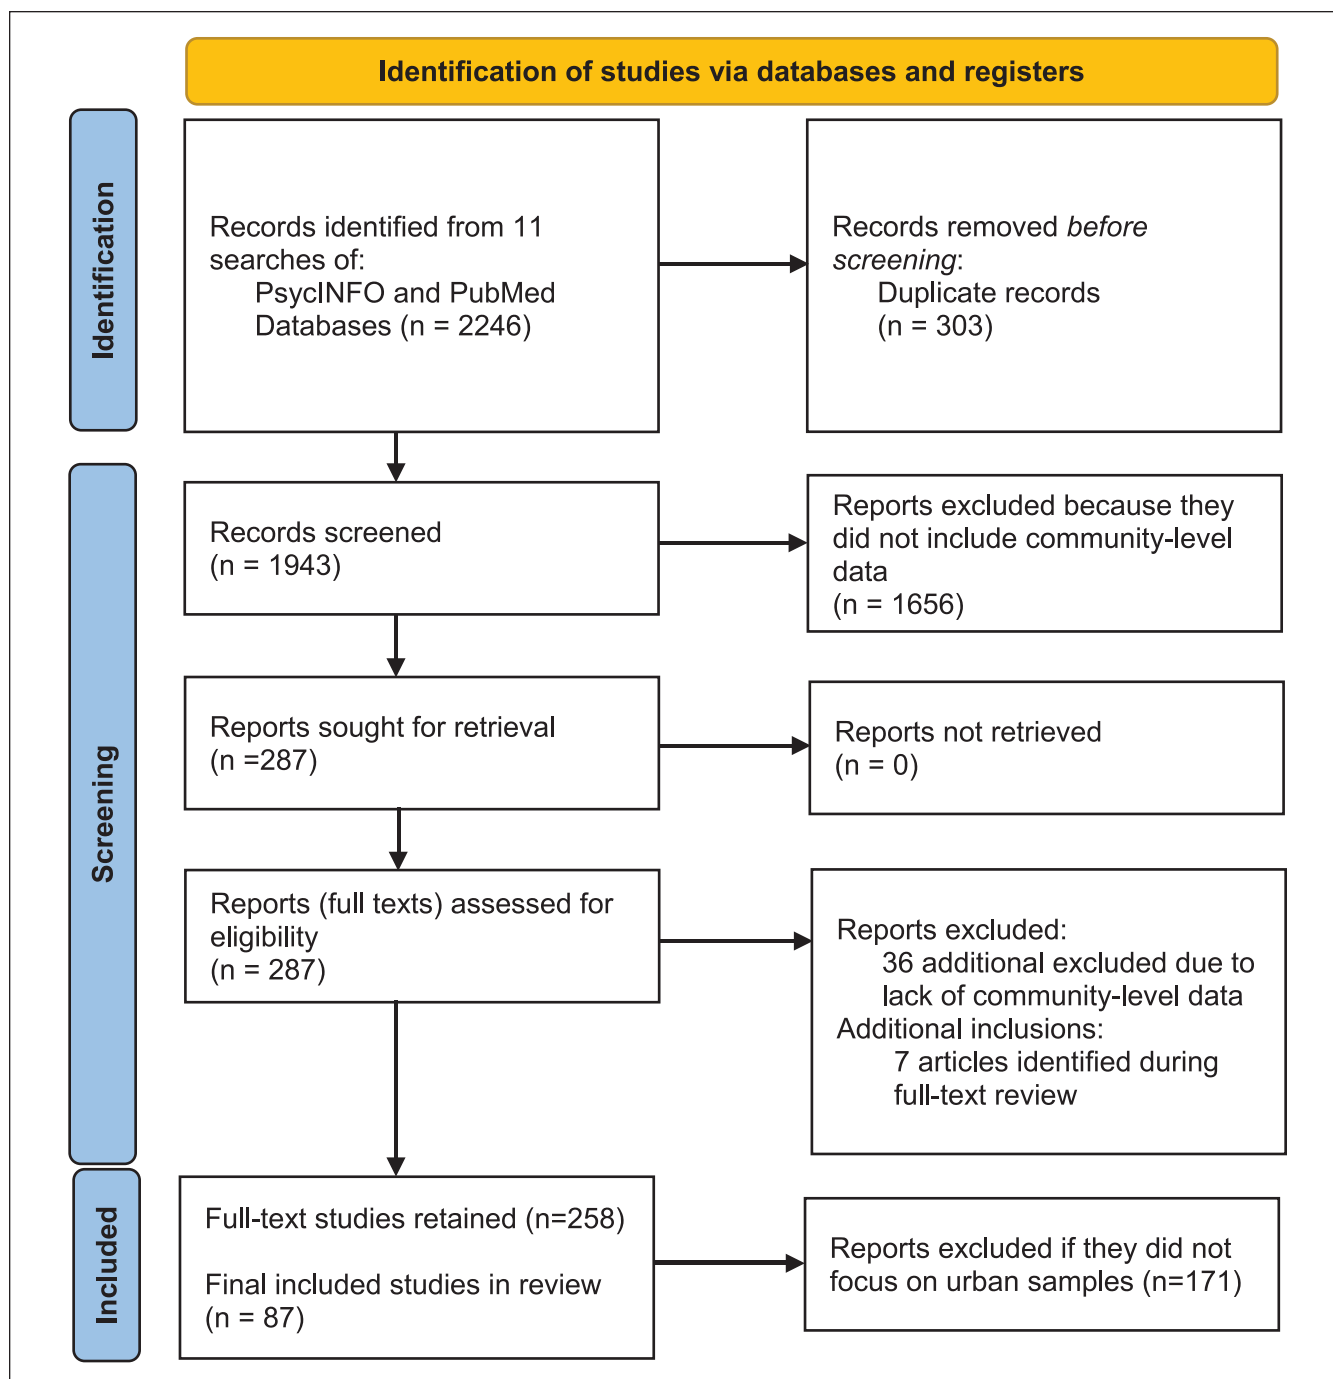 Identification of studies via databases and registers
Identification
Records identified from 11
searches of:
PsycINFO and PubMed
Databases (n = 2246)
Records removed before
screening:
Duplicate records
(n = 303)
Screening
Records screened
(n = 1943)
Reports excluded because they
did not include community-level
data
(n = 1656)
Reports sought for retrieval
(n =287)
Reports not retrieved
(n = 0)
Reports (full texts) assessed for
eligibility
(n = 287)
Reports excluded:
36 additional excluded due to
lack of community-level data
Additional inclusions:
7 articles identified during
full-text review
Included
Full-text studies retained (n=258)
Final included studies in review
(n = 87)
Reports excluded if they did not
focus on urban samples (n=171)